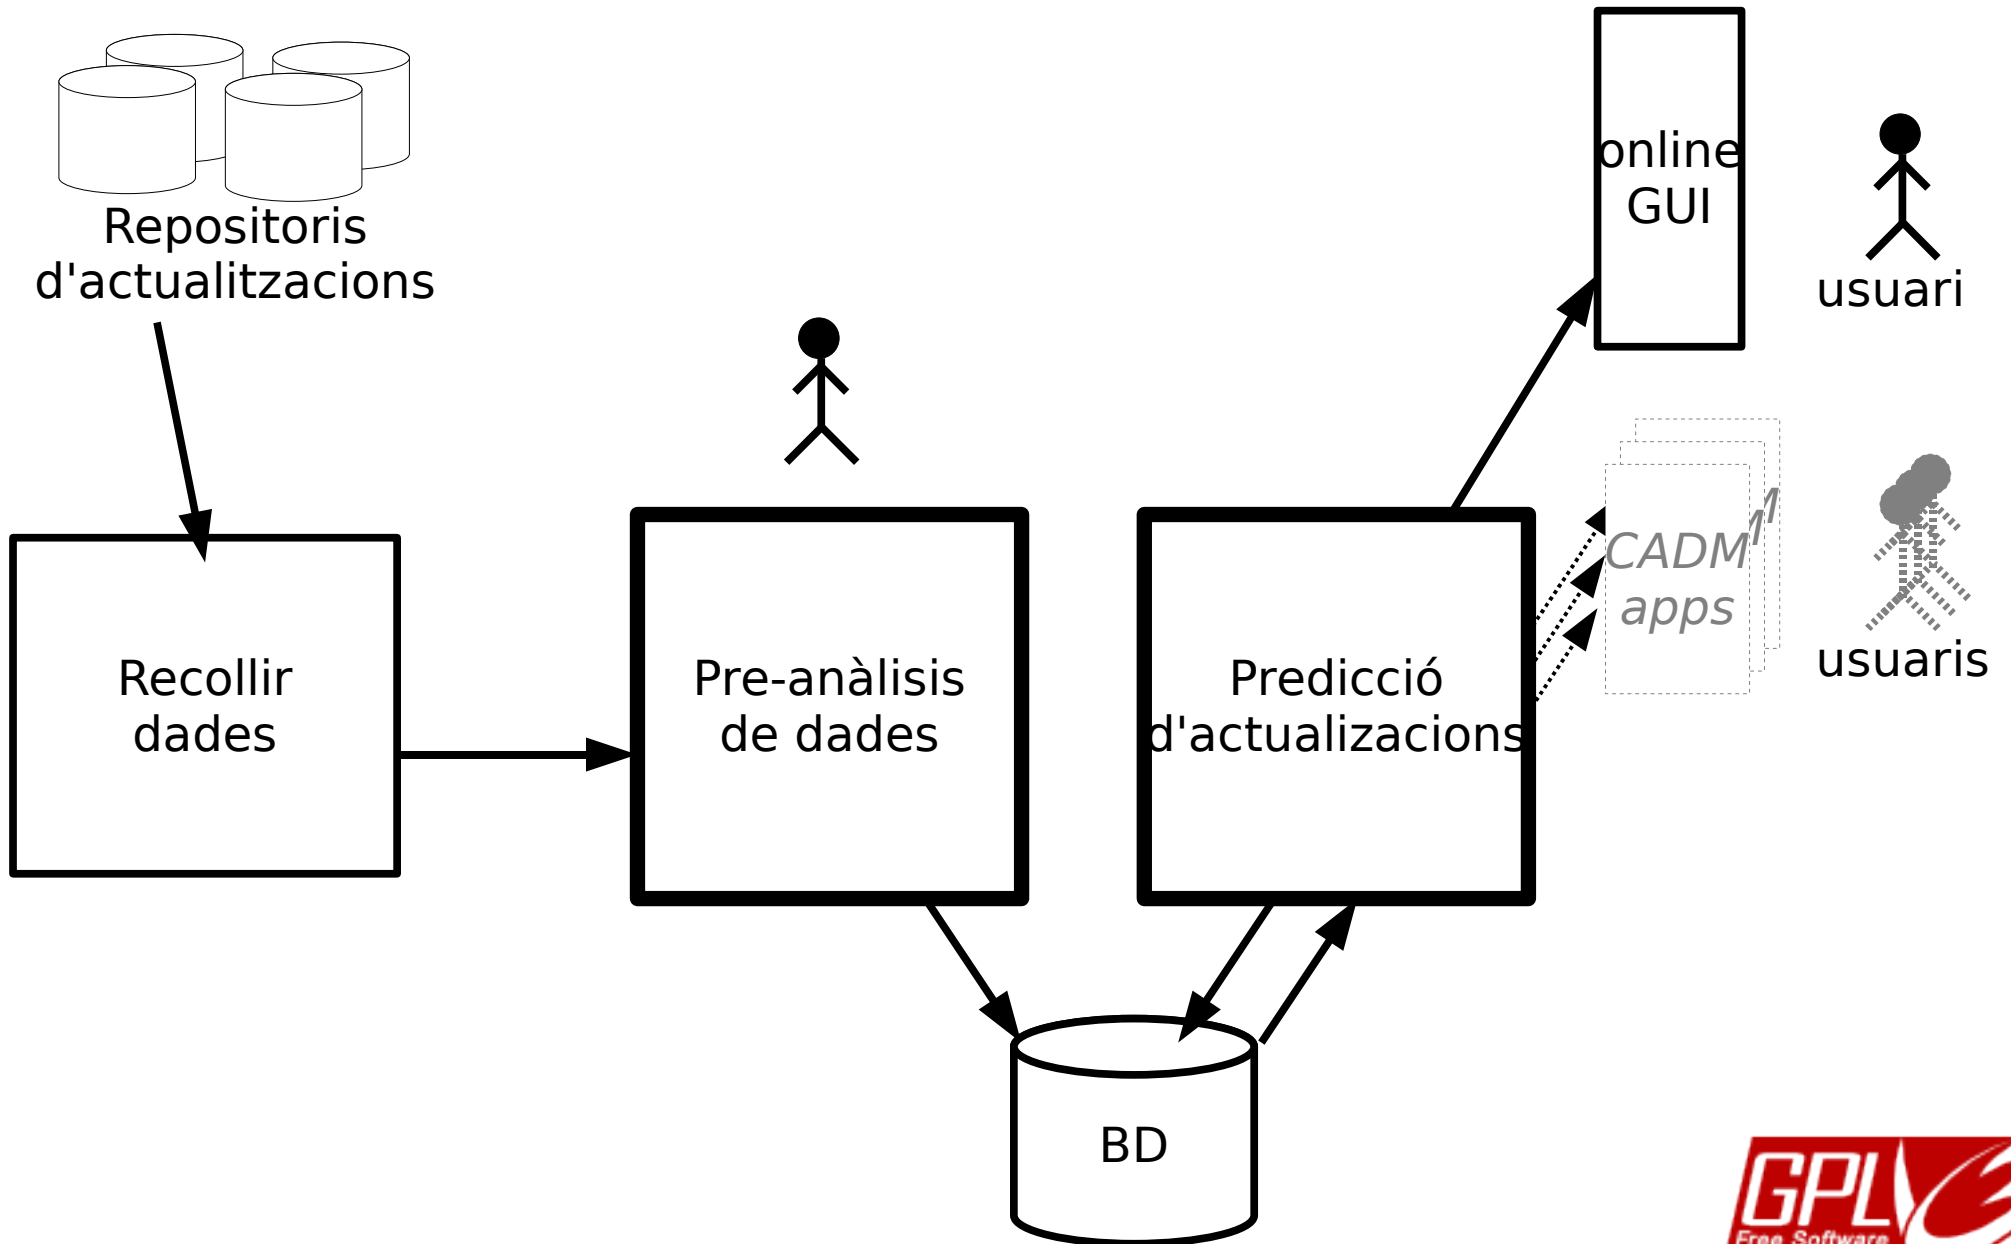 Repositoris
d'actualitzacions
online
GUI
usuari
CADM
apps
M
M
usuaris
Recollir
dades
Pre-anàlisis
de dades
Predicció
d'actualizacions
BD
GPL
Free Software